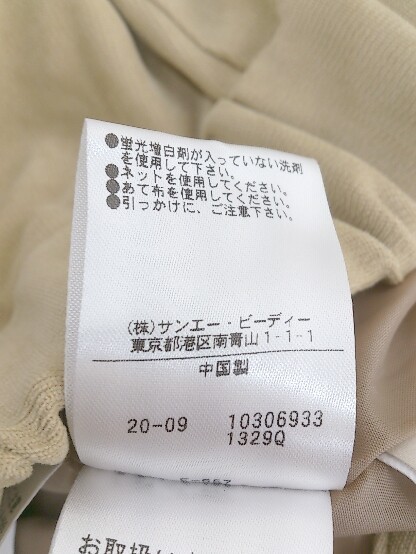 ●蛍光増白剤が入っていない洗剤
を使用して下さい。
●ネットを使用してください。
●あて布を使用してください。
●引っかけに、ご注意下さい。
(株)サンエー・ビーディー
東京都港区南青山1-1-1
中国製
20-09 10306933
1329Q
お取扱い